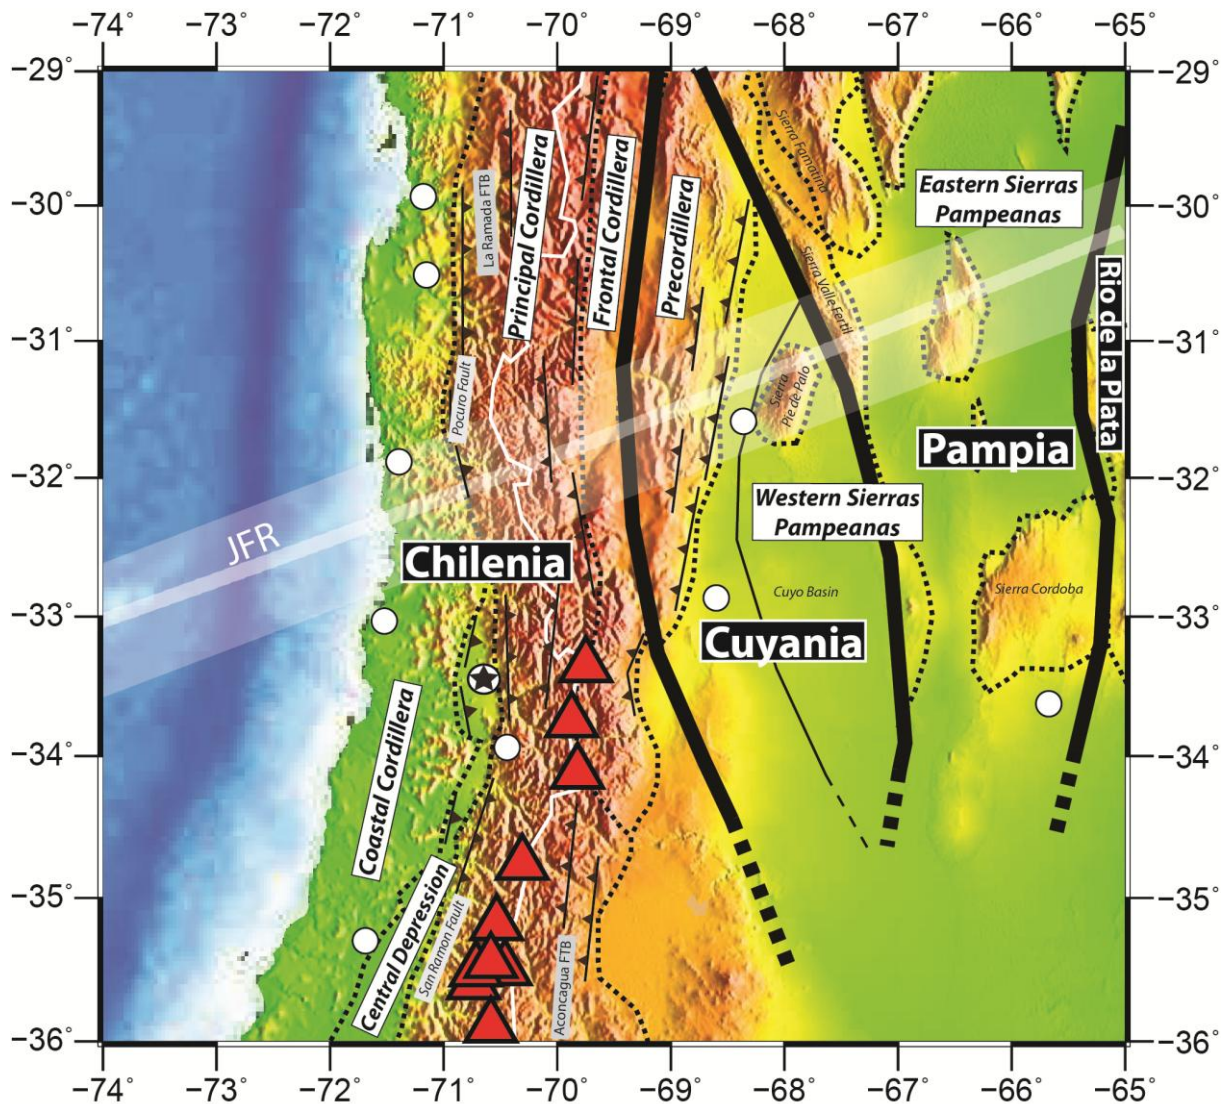 −74° −73° −72° −71° −70° −69° −68° −67° −66° −65°
−29° −29°
−30° −30°
−31° −31°
−32° −32°
−33° −33°
−34° −34°
−35° −35°
−36° −36°
−74° −73° −72° −71° −70° −69° −68° −67° −66° −65°
La Ramada FTB
Principal Cordillera
Frontal Cordillera
Precordillera
Sierra Famatina
Eastern Sierras
Pampeanas
Sierra Valle Fertil
Rio de la Plata
Pocuro Fault
Sierra
Pie de Palo
Pampia
Western Sierras
Pampeanas
JFR
Chilenia
Cuyo Basin
Sierra Cordoba
Cuyania
Coastal Cordillera
Central Depression
San Ramon Fault
Aconcagua FTB